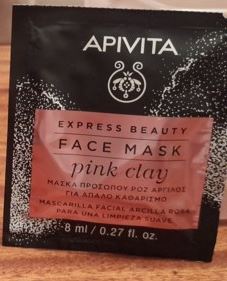 APIVITA
EXPRESS BEAUTY
FACE MASK
pink clay
ΜΑΣΚΑ ΠΡΟΣΩΠΟΥ ΡΟΖ ΑΡΓΙΛΟΣ
ΓΙΑ ΑΠΑΛΟ ΚΑΘΑΡΙΣΜΟ
MASCARILLA FACIAL ARCILLA ROSA
PARA UNA LIMPIEZA SUAVE
8 ml / 0.27 fl. oz.